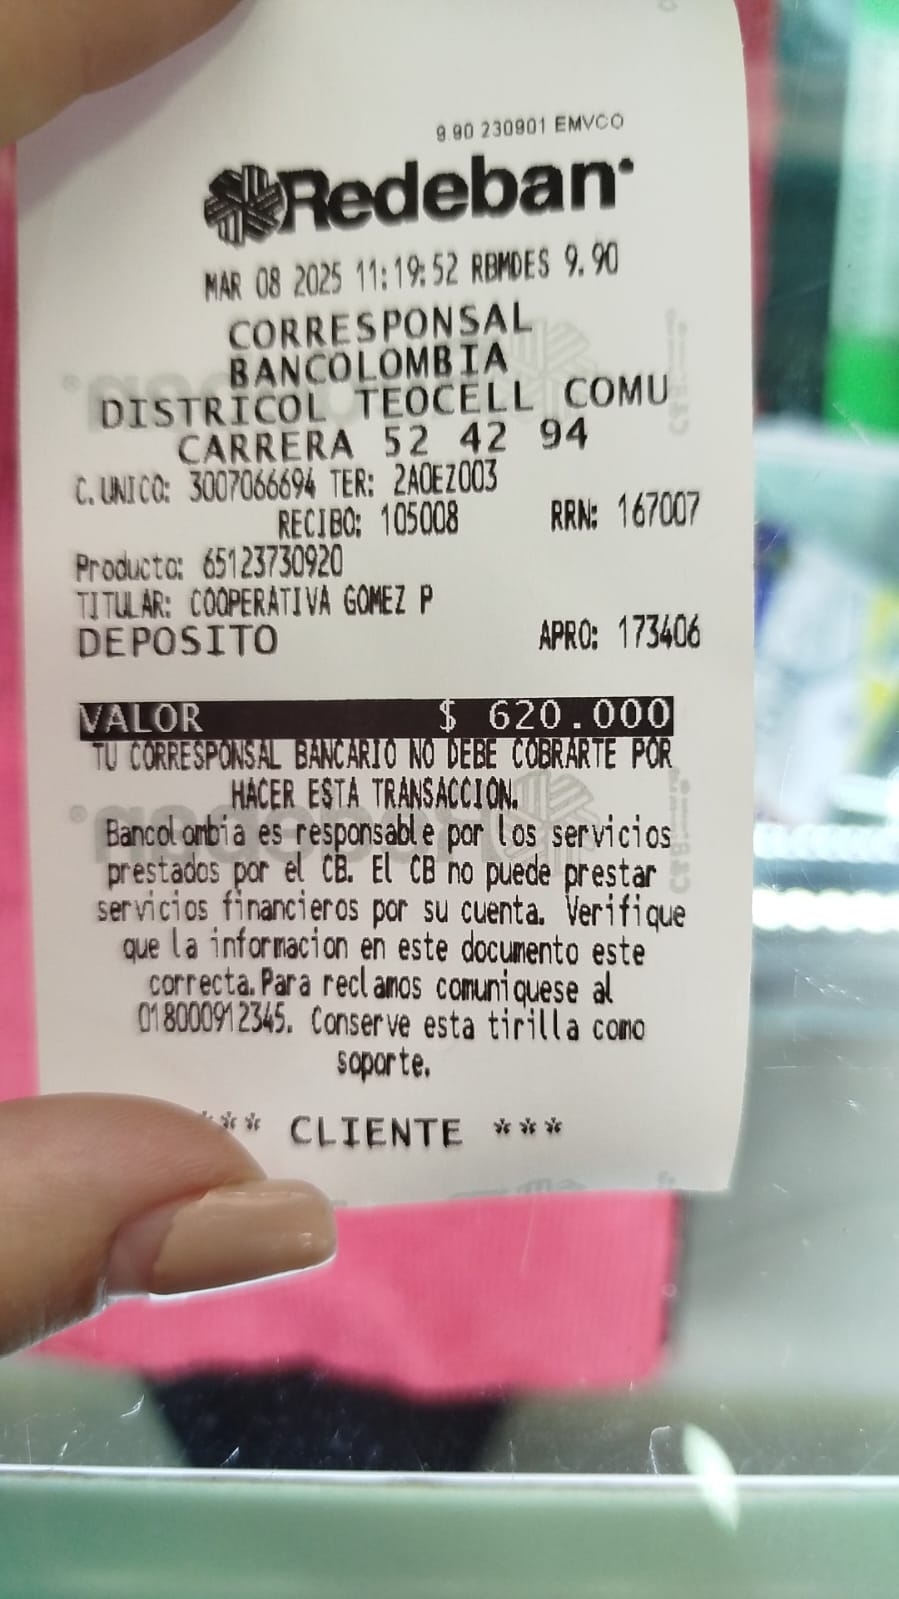 9.90 230901 EMVCO
Redeban
MAR 08 2025 11:19:52 RBMDES 9.90
CORRESPONSAL
BANCOLOMBIA
DISTRICOL TEOCELL COMU
CARRERA 52 42 94
C. UNICO: 3007066694 TER: 2AOEZ003
RECIBO: 105008 RRN: 167007
Producto: 65123730920
TITULAR: COOPERATIVA GOMEZ P
DEPOSITO APRO: 173406
VALOR $ 620.000
TU CORRESPONSAL BANCARIO NO DEBE COBRARTE POR
HACER ESTA TRANSACCION.
Bancolombia es responsable por los servicios
prestados por el CB. El CB no puede prestar
servicios financieros por su cuenta. Verifique
que la informacion en este documento este
correcta. Para reclamos comuniquese al
018000912345. Conserve esta tirilla como
soporte.
*** CLIENTE ***